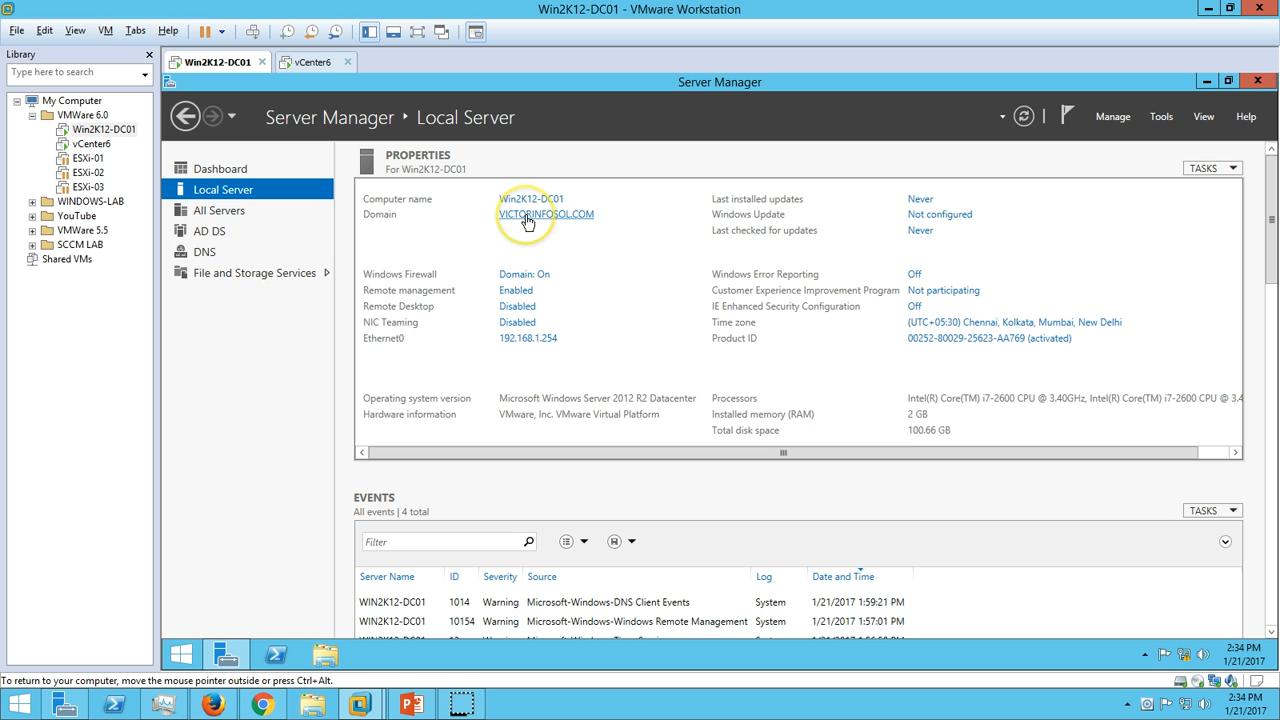 Win2K12-DC01 - VMware Workstation
File Edit View VM Tabs Help
Library
Type here to search
My Computer
VMWare 6.0
Win2K12-DC01
vCenter6
ESXi-01
ESXi-02
ESXi-03
WINDOWS-LAB
YouTube
VMWare 5.5
SCCM LAB
Shared VMs
Win2K12-DC01 vCenter6
Server Manager
Server Manager Local Server
Manage Tools View Help
Dashboard
Local Server
All Servers
AD DS
DNS
File and Storage Services
PROPERTIES
For Win2K12-DC01
TASKS
Computer name Win2K12-DC01 Last installed updates Never
Domain VICTORINFOSOL.COM Windows Update Not configured
Last checked for updates Never
Windows Firewall Domain: On Windows Error Reporting Off
Remote management Enabled Customer Experience Improvement Program Not participating
Remote Desktop Disabled IE Enhanced Security Configuration Off
NIC Teaming Disabled Time zone (UTC+05:30) Chennai, Kolkata, Mumbai, New Delhi
Ethernet0 192.168.1.254 Product ID 00252-80029-25623-AA769 (activated)
Operating system version Microsoft Windows Server 2012 R2 Datacenter Processors Intel(R) Core(TM) i7-2600 CPU @ 3.40GHz, Intel(R) Core(TM) i7-2600 CPU @ 3.4
Hardware information VMware, Inc. VMware Virtual Platform Installed memory (RAM) 2 GB
Total disk space 100.66 GB
EVENTS
All events | 4 total
TASKS
Filter
Server Name ID Severity Source Log Date and Time
WIN2K12-DC01 1014 Warning Microsoft-Windows-DNS Client Events System 1/21/2017 1:59:21 PM
WIN2K12-DC01 10154 Warning Microsoft-Windows-Windows Remote Management System 1/21/2017 1:57:01 PM
2:34 PM
1/21/2017
To return to your computer, move the mouse pointer outside or press Ctrl+Alt.
2:34 PM
1/21/2017